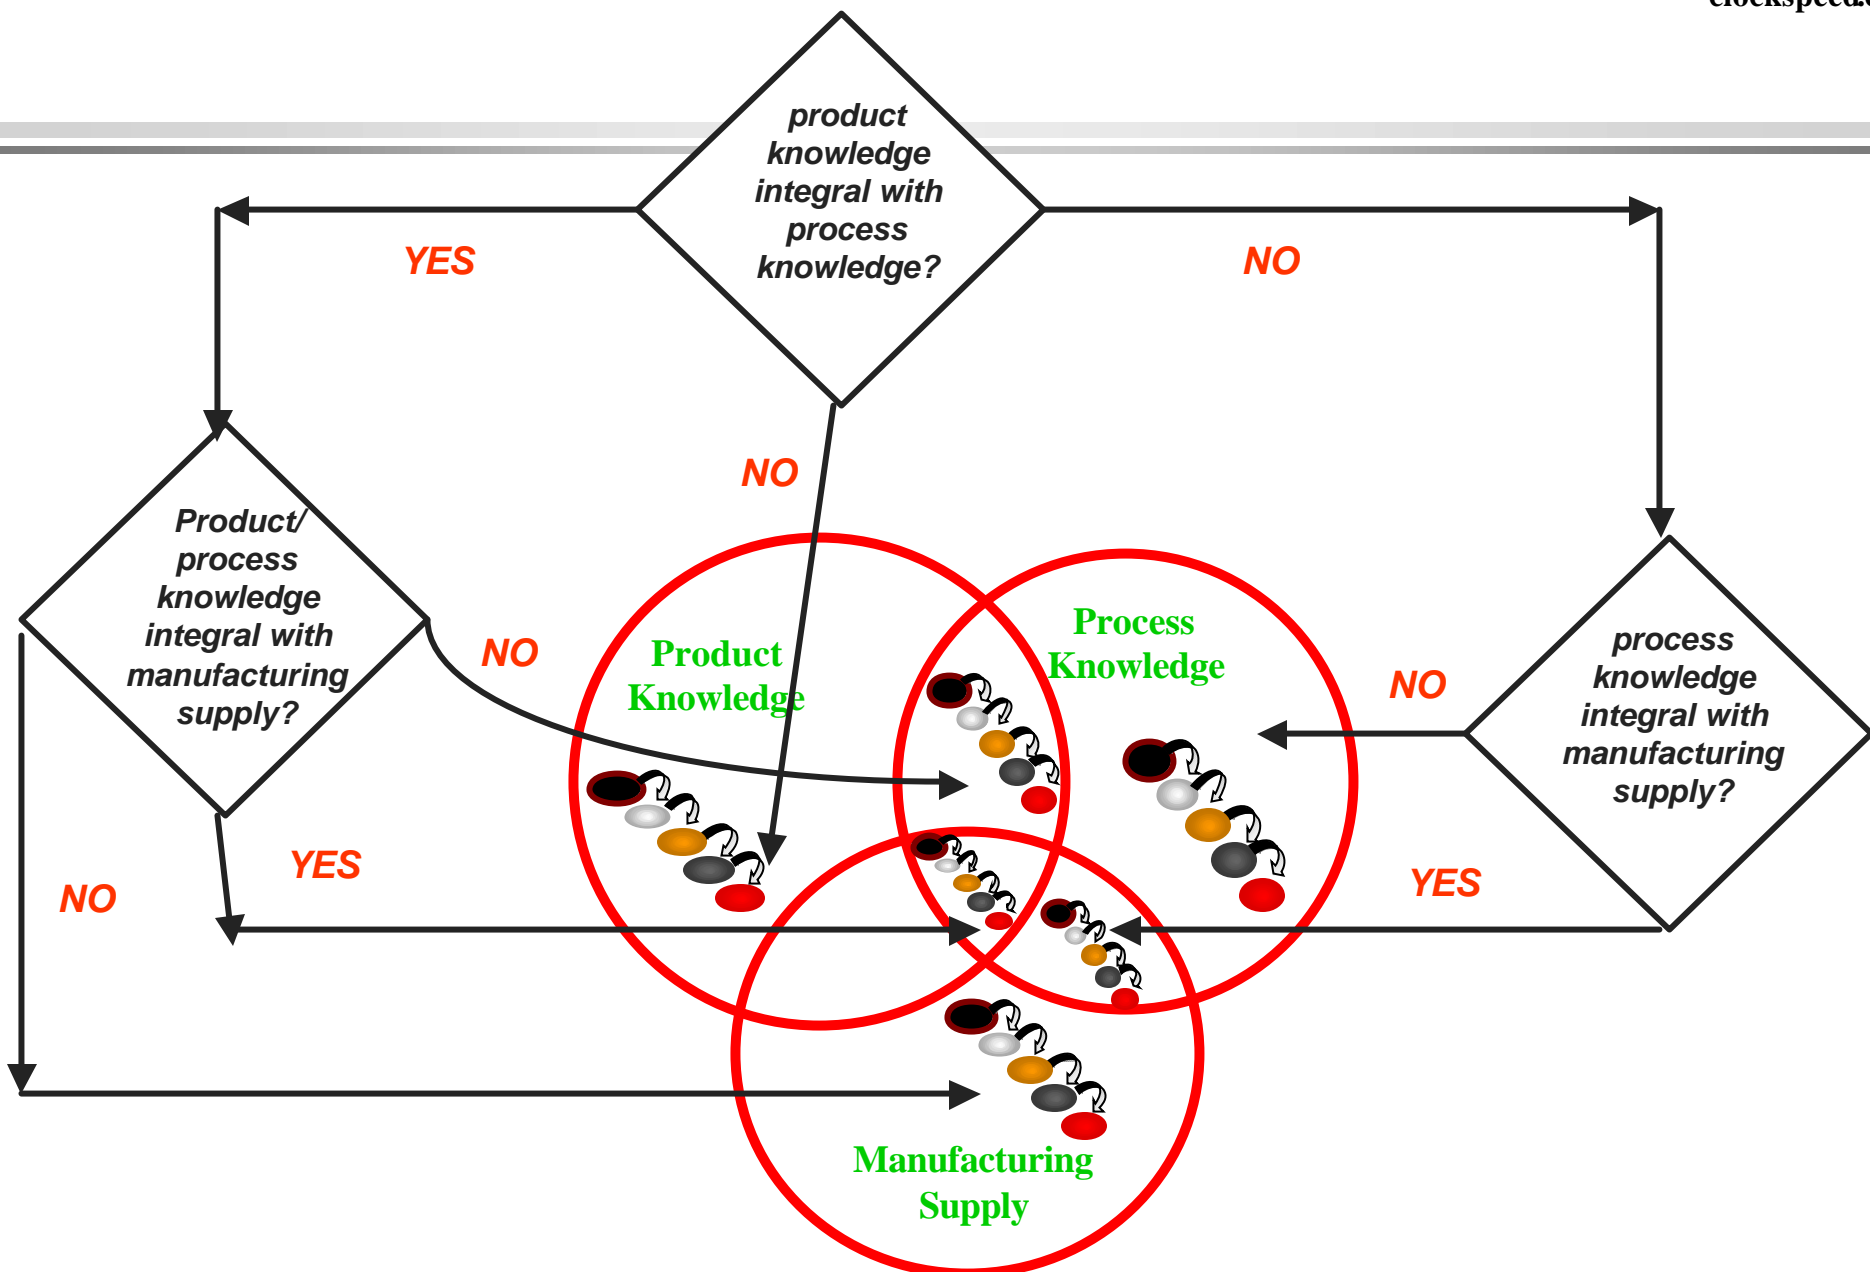 product
knowledge
integral with
process
knowledge?
YES
NO
NO
Product/
process
knowledge
integral with
manufacturing
supply?
NO
Product
Knowledge
Process
Knowledge
NO
process
knowledge
integral with
manufacturing
supply?
NO
YES
YES
Manufacturing
Supply